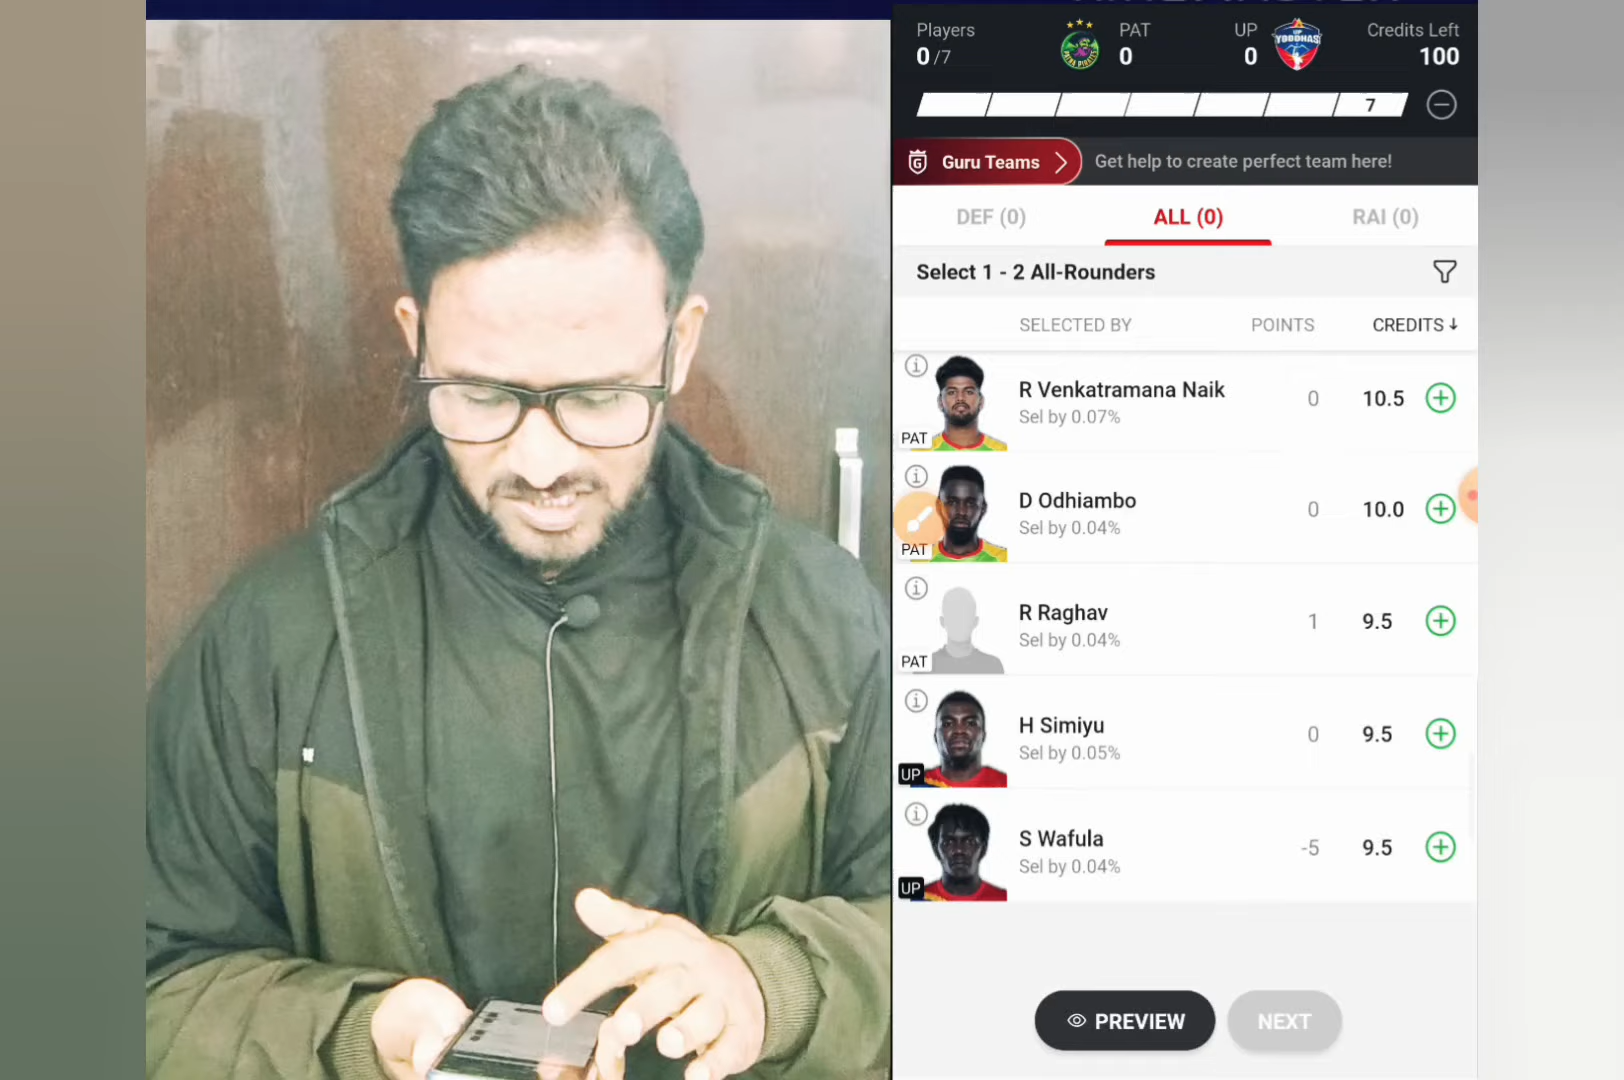 Players
0/7
PAT
0
UP
0
YODDHAS
Credits Left
100
7
Guru Teams
Get help to create perfect team here!
DEF (0)
ALL (0)
RAI (0)
Select 1 - 2 All-Rounders
SELECTED BY
POINTS
CREDITS↓
R Venkatramana Naik
Sel by 0.07%
0
10.5
PAT
D Odhiambo
Sel by 0.04%
0
10.0
PAT
R Raghav
Sel by 0.04%
1
9.5
PAT
H Simiyu
Sel by 0.05%
0
9.5
UP
S Wafula
Sel by 0.04%
-5
9.5
UP
PREVIEW
NEXT